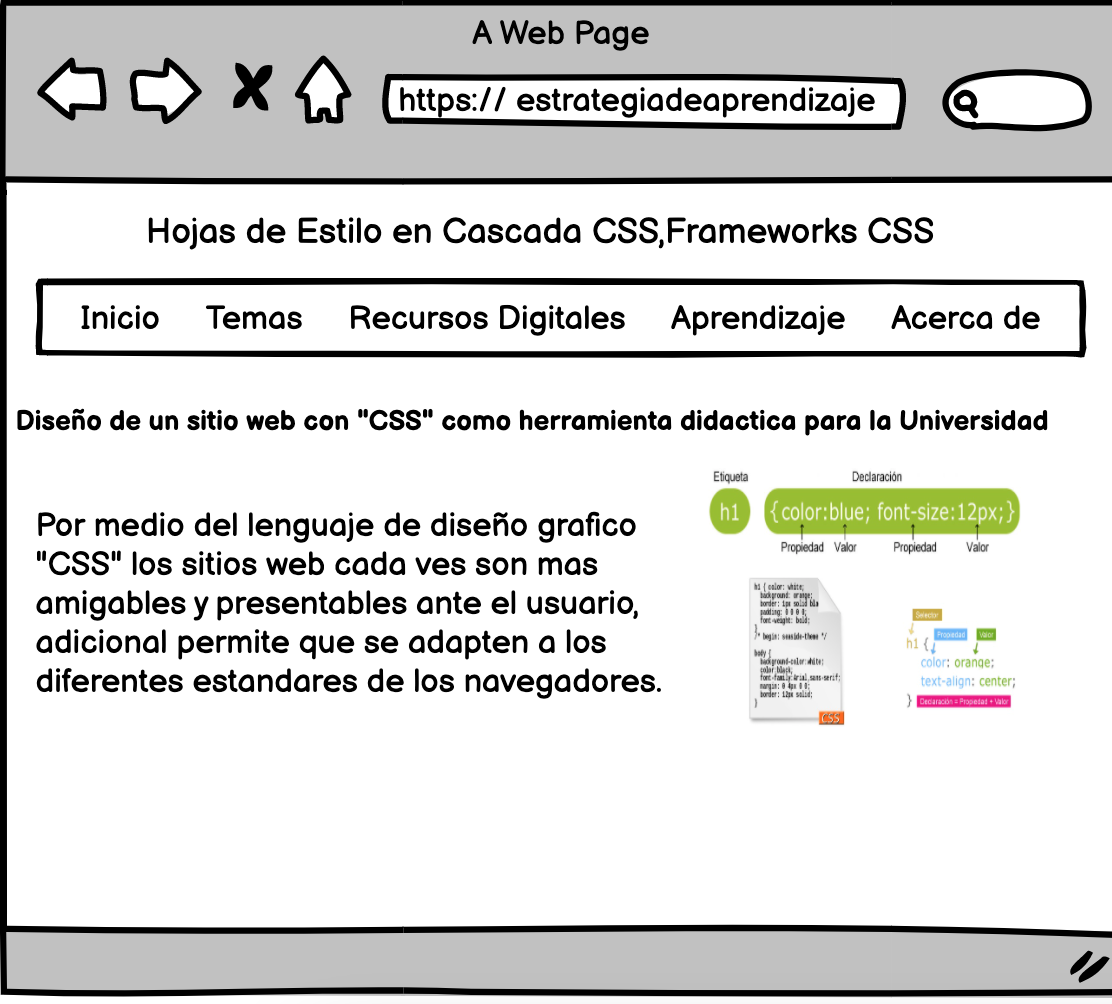 A Web Page
https:// estrategiadeaprendizaje
Hojas de Estilo en Cascada CSS,Frameworks CSS
Inicio Temas Recursos Digitales Aprendizaje Acerca de
Diseño de un sitio web con "CSS" como herramienta didactica para la Universidad
Por medio del lenguaje de diseño grafico
"CSS" los sitios web cada ves son mas
amigables y presentables ante el usuario,
adicional permite que se adapten a los
diferentes estandares de los navegadores.
Etiqueta Declaración
h1 {color:blue; font-size:12px;}
Propiedad Valor Propiedad Valor
h1 { color: white;
background: orange;
border: 1px solid bla
padding: 0 0 0 0;
font-weight: bold;
}
/* begin: seaside-theme */
body {
background-color:white;
color:black;
font-family:Arial,sans-serif;
margin: 0 4px 0 0;
border: 12px solid;
}
CSS
Selector
Propiedad Valor
h1 {
color: orange;
text-align: center;
} Declaración = Propiedad + Valor